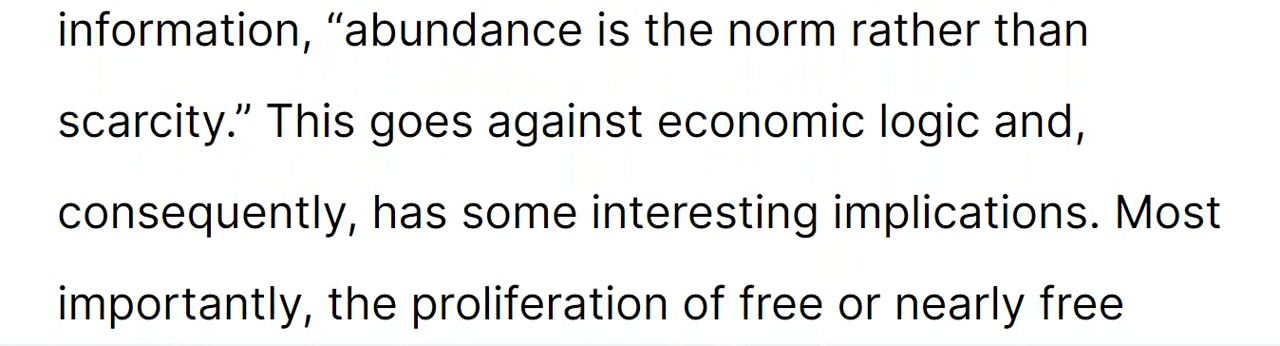 information, “abundance is the norm rather than
scarcity.” This goes against economic logic and,
consequently, has some interesting implications. Most
importantly, the proliferation of free or nearly free